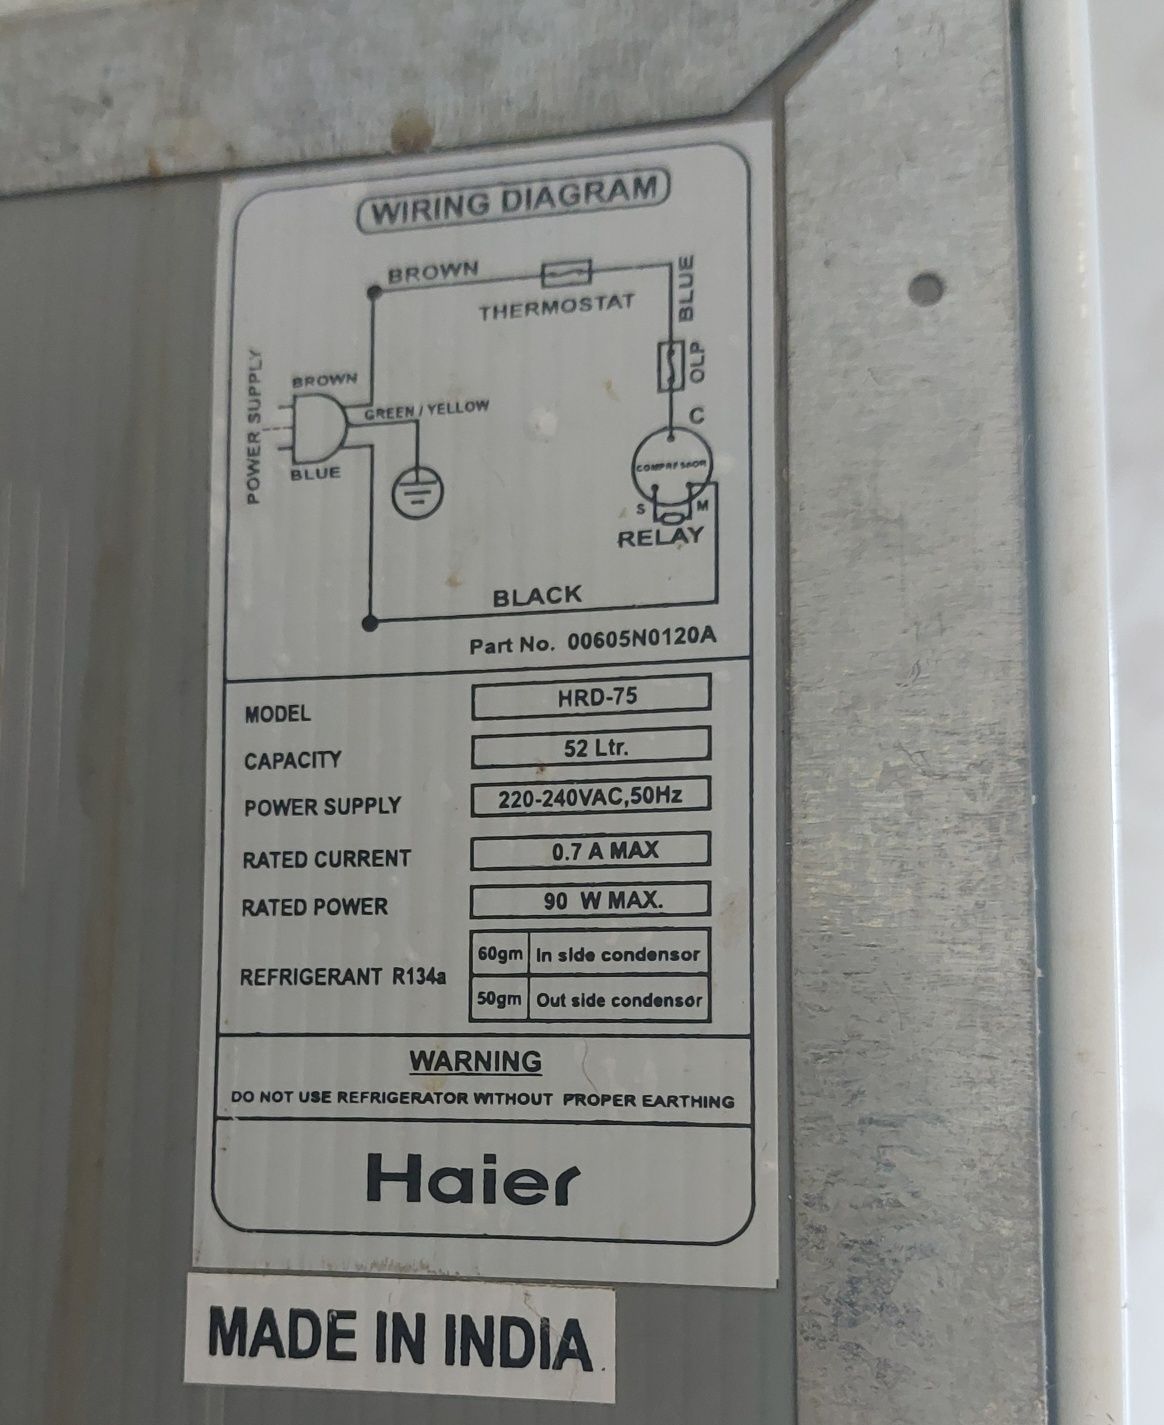 WIRING DIAGRAM
BROWN
THERMOSTAT
BLUE
OLP
C
COMPRESSOR
S
M
RELAY
POWER SUPPLY
BROWN
GREEN / YELLOW
BLUE
BLACK
Part No. 00605N0120A
MODEL HRD-75
CAPACITY 52 Ltr.
POWER SUPPLY 220-240VAC,50Hz
RATED CURRENT 0.7 A MAX
RATED POWER 90 W MAX.
REFRIGERANT R134a
60gm In side condensor
50gm Out side condensor
WARNING
DO NOT USE REFRIGERATOR WITHOUT PROPER EARTHING
Haier
MADE IN INDIA